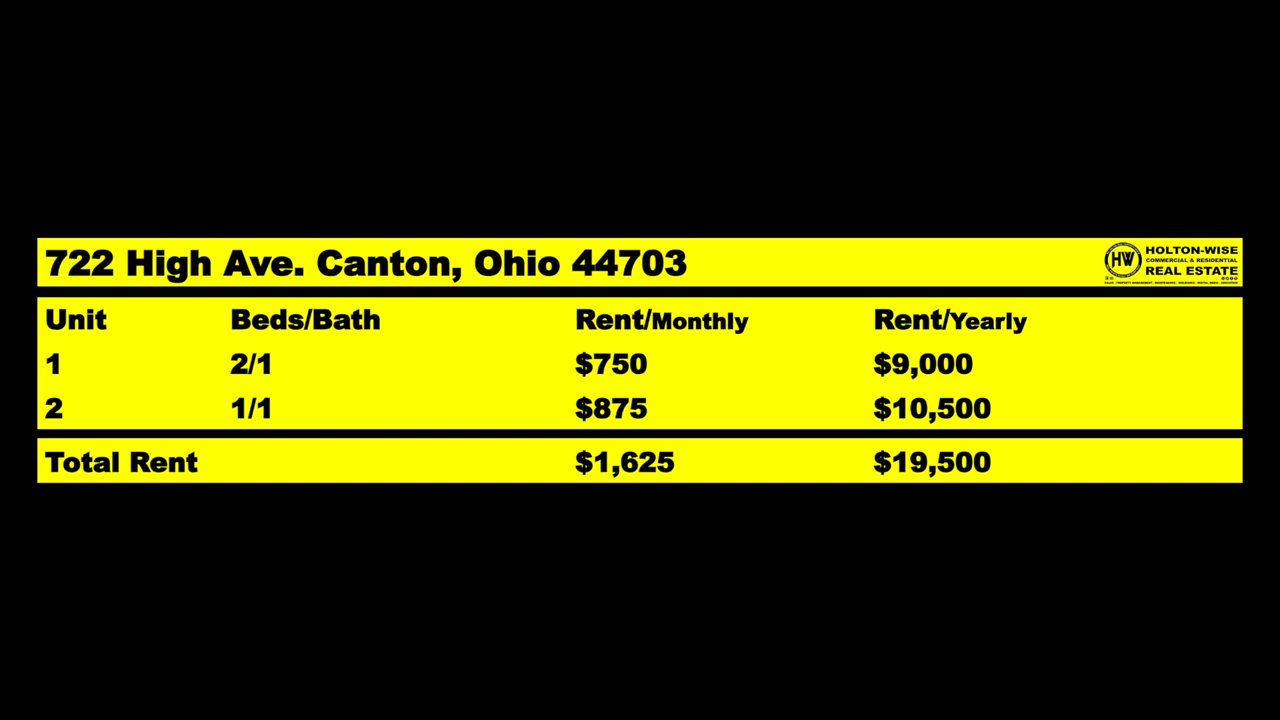 722 High Ave. Canton, Ohio 44703
HW
HOLTON-WISE
COMMERCIAL & RESIDENTIAL
REAL ESTATE
Unit Beds/Bath Rent/Monthly Rent/Yearly
1 2/1 $750 $9,000
2 1/1 $875 $10,500
Total Rent $1,625 $19,500